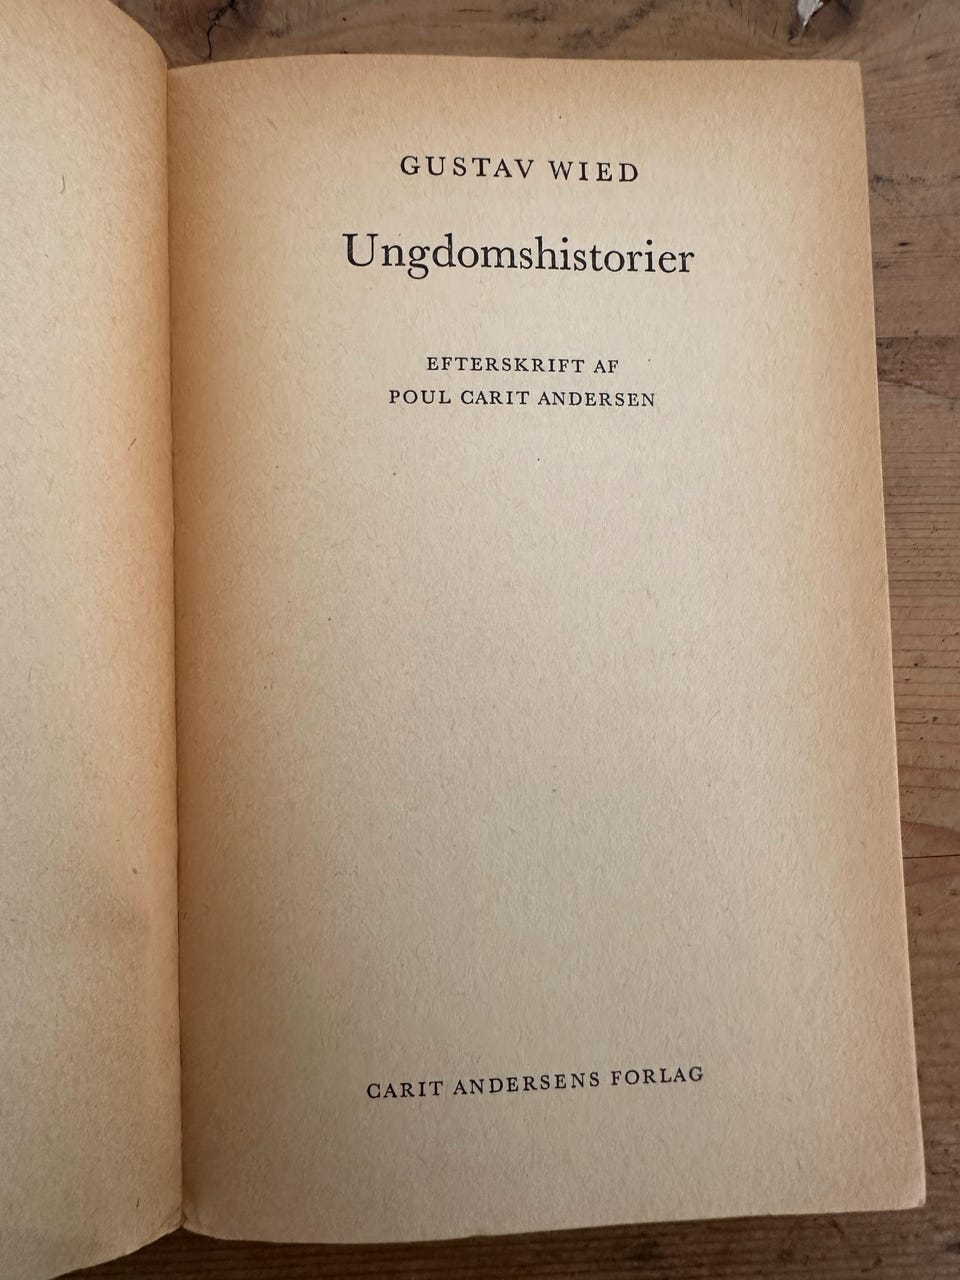 GUSTAV WIED
Ungdomshistorier
EFTERSKRIFT AF
POUL CARIT ANDERSEN
CARIT ANDERSENS FORLAG